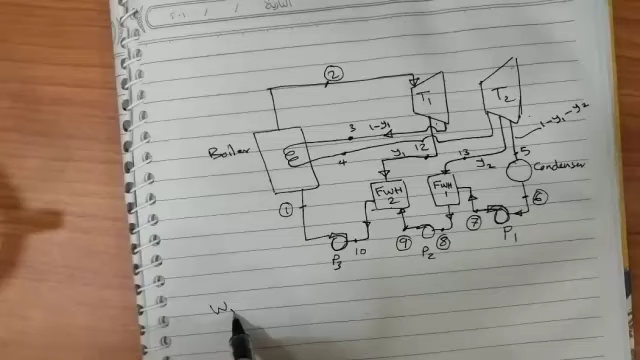 ②
T1
T2
Boiler
3
1-y1
4
y1
12
13
y2
1-y1-y2
5
Condenser
FWH
2
FWH
1
①
⑥
⑦
⑧
⑨
10
P3
P2
P1
W